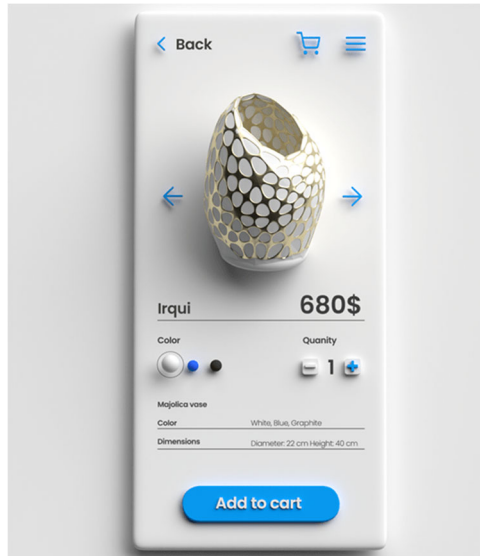 Back
Irqui 680$
Color Quanity
1
Majolica vase
Color White, Blue, Graphite
Dimensions Diameter: 22 cm Height: 40 cm
Add to cart